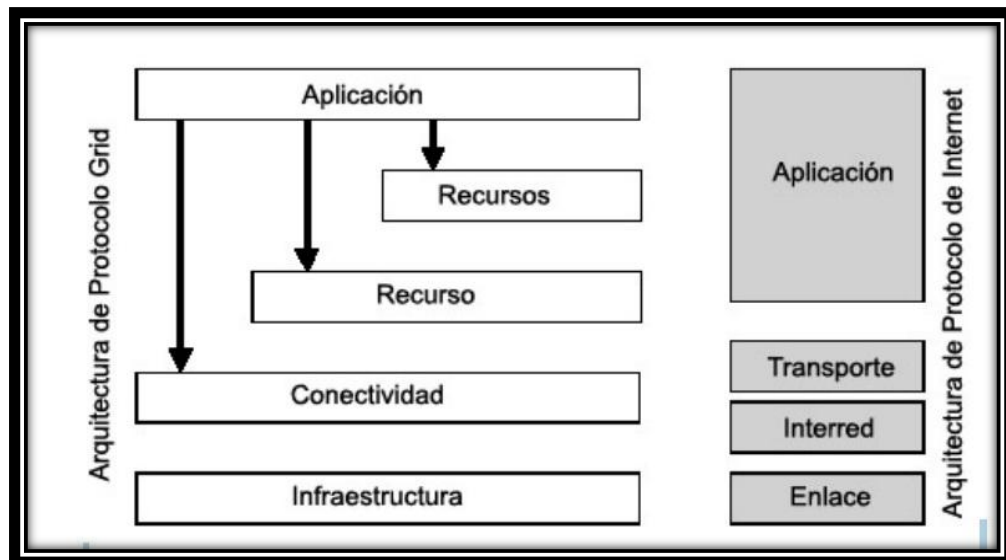 Arquitectura de Protocolo Grid
Aplicación
Recursos
Recurso
Conectividad
Infraestructura
Aplicación
Transporte
Interred
Enlace
Arquitectura de Protocolo de Internet